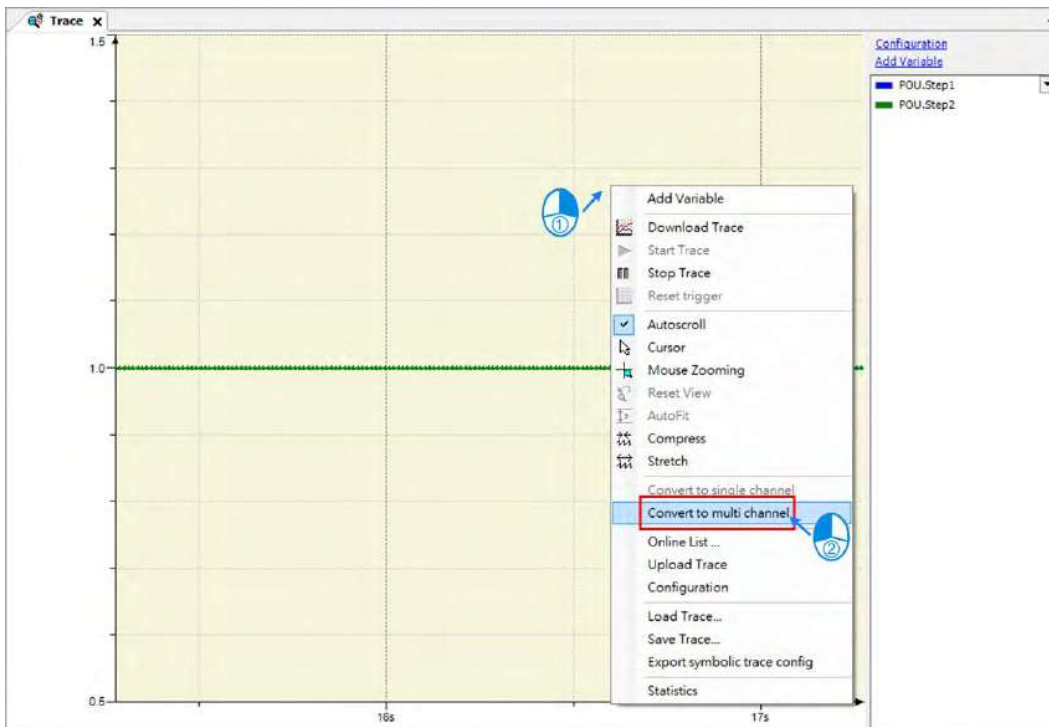 Trace
1.5
1.0
0.5
16s
17s
Configuration
Add Variable
POU.Step1
POU.Step2
①
Add Variable
Download Trace
Start Trace
Stop Trace
Reset trigger
Autoscroll
Cursor
Mouse Zooming
Reset View
AutoFit
Compress
Stretch
Convert to single channel
Convert to multi channel
②
Online List ...
Upload Trace
Configuration
Load Trace...
Save Trace...
Export symbolic trace config
Statistics